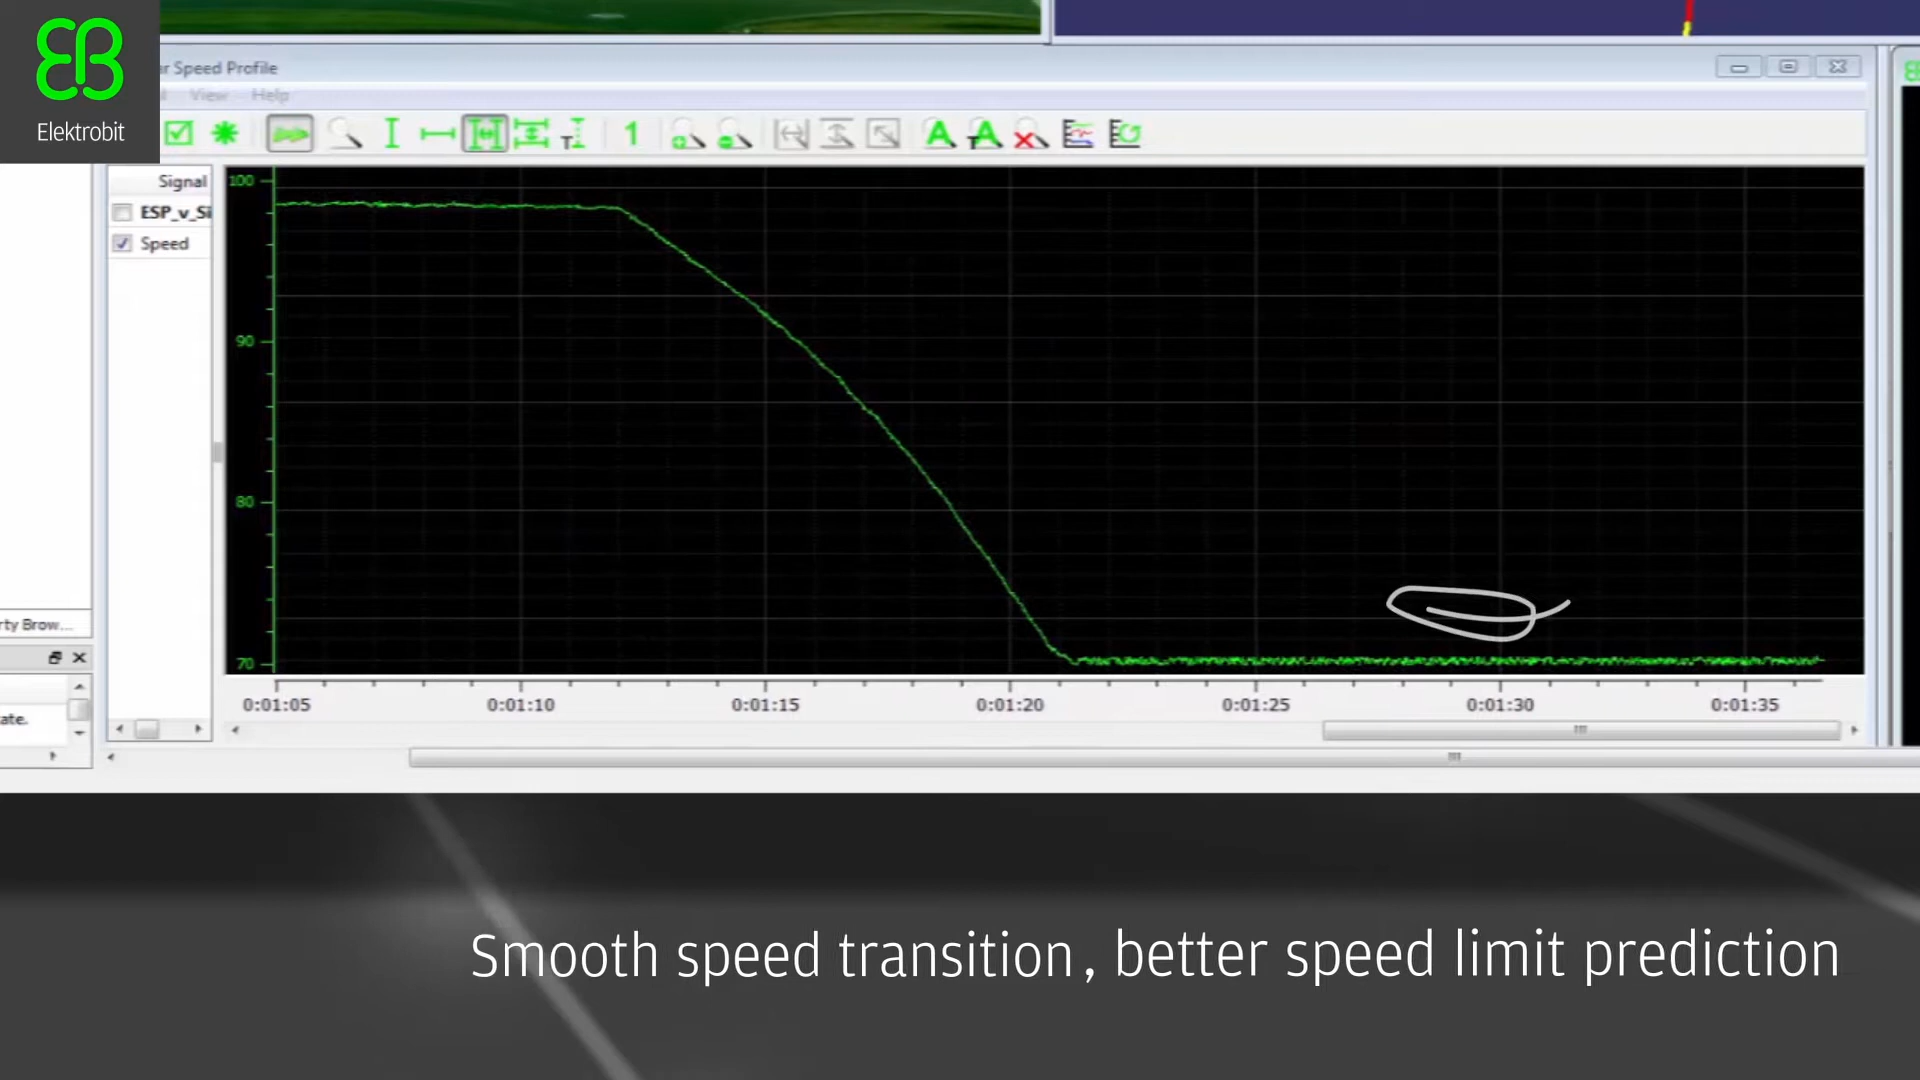 Elektrobit
Speed Profile
View Help
1
Signal
ESP_v_Si
Speed
100
90
80
70
0:01:05 0:01:10 0:01:15 0:01:20 0:01:25 0:01:30 0:01:35
rty Brow...
ate.
Smooth speed transition, better speed limit prediction